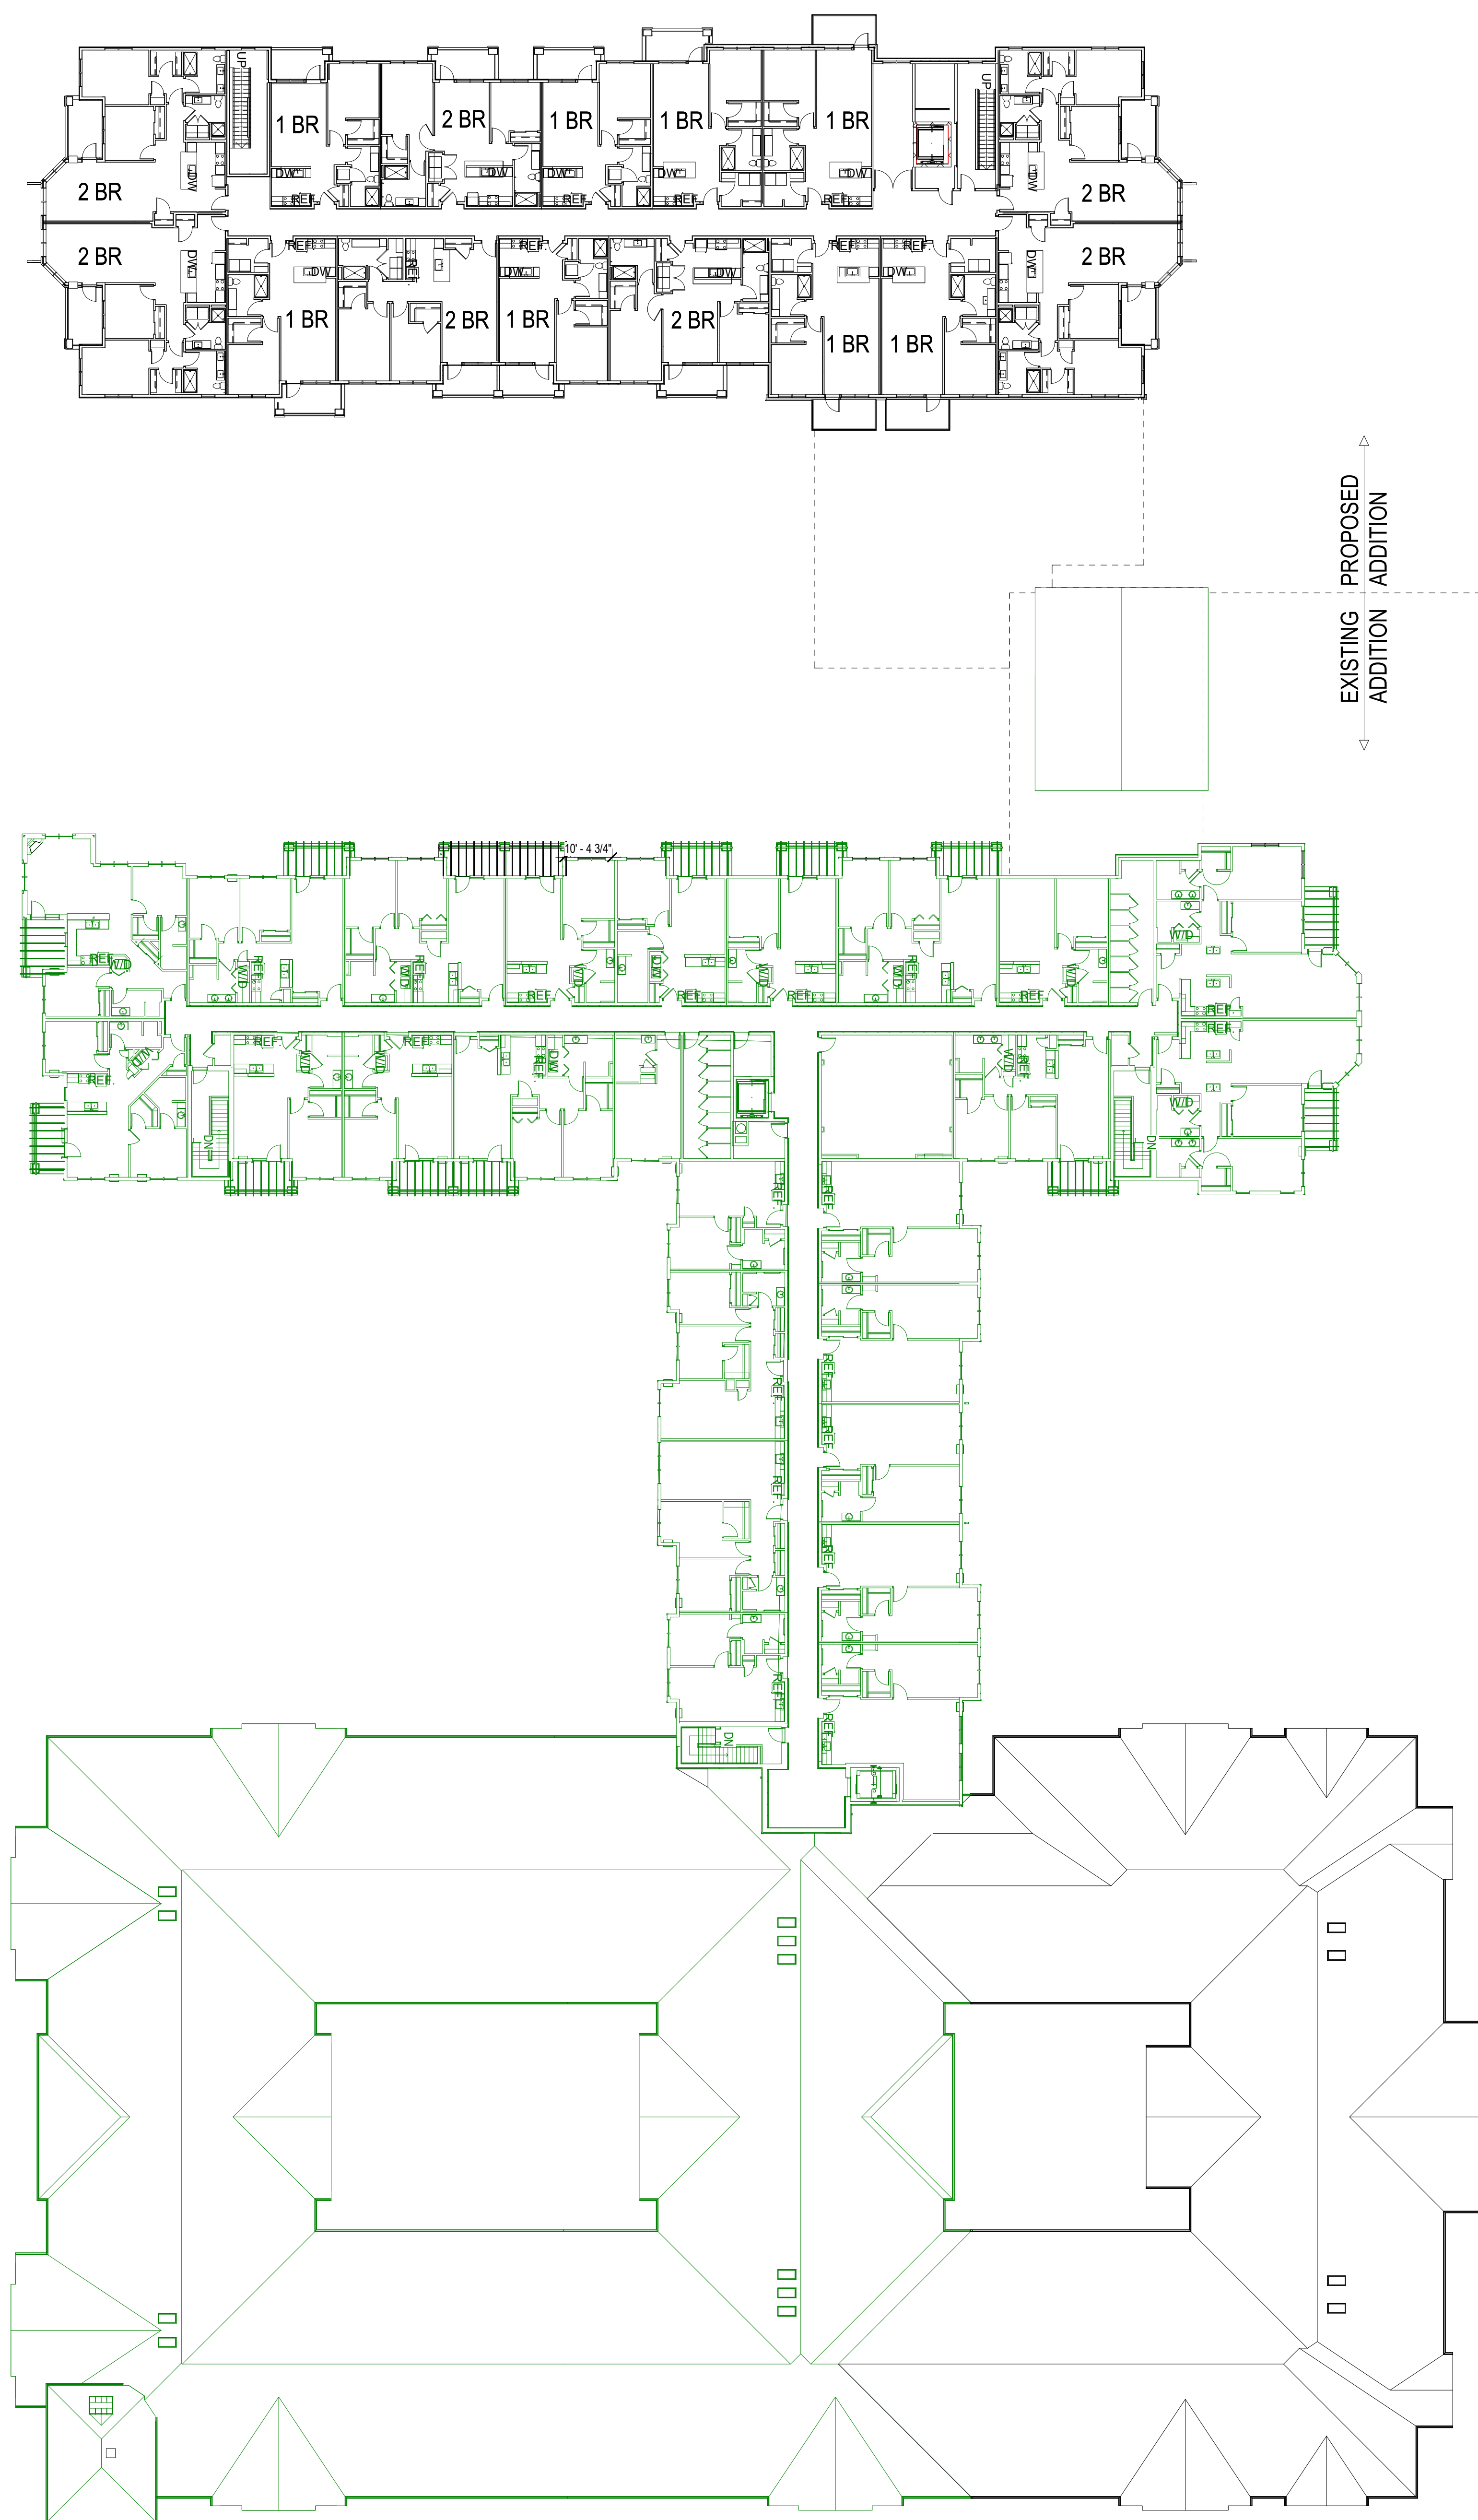 UP
UP
1 BR
2 BR
1 BR
1 BR
1 BR
DW
DW
DW
DW
DW
DW
DW
REF.
REF.
REF.
REF.
REF.
2 BR
2 BR
2 BR
2 BR
DW
DW
REF.
REF.
REF.
REF.
REF.
DW
DW
DW
DW
1 BR
2 BR
1 BR
2 BR
1 BR
1 BR
PROPOSED
ADDITION
EXISTING
ADDITION
10' - 4 3/4"
REF.
W/D
W/D
REF.
W/D
REF.
REF.
W/D
W/D
REF.
W/D
REF.
W/D
REF.
REF.
W/D
W/D
REF.
REF.
W/D
REF.
W/D
W/D
REF.
W/D
REF.
W/D
REF.
W/D
REF.
W/D
DN
DN
REF.
REF.
REF.
REF.
REF.
REF.
REF.
REF.
REF.
DN